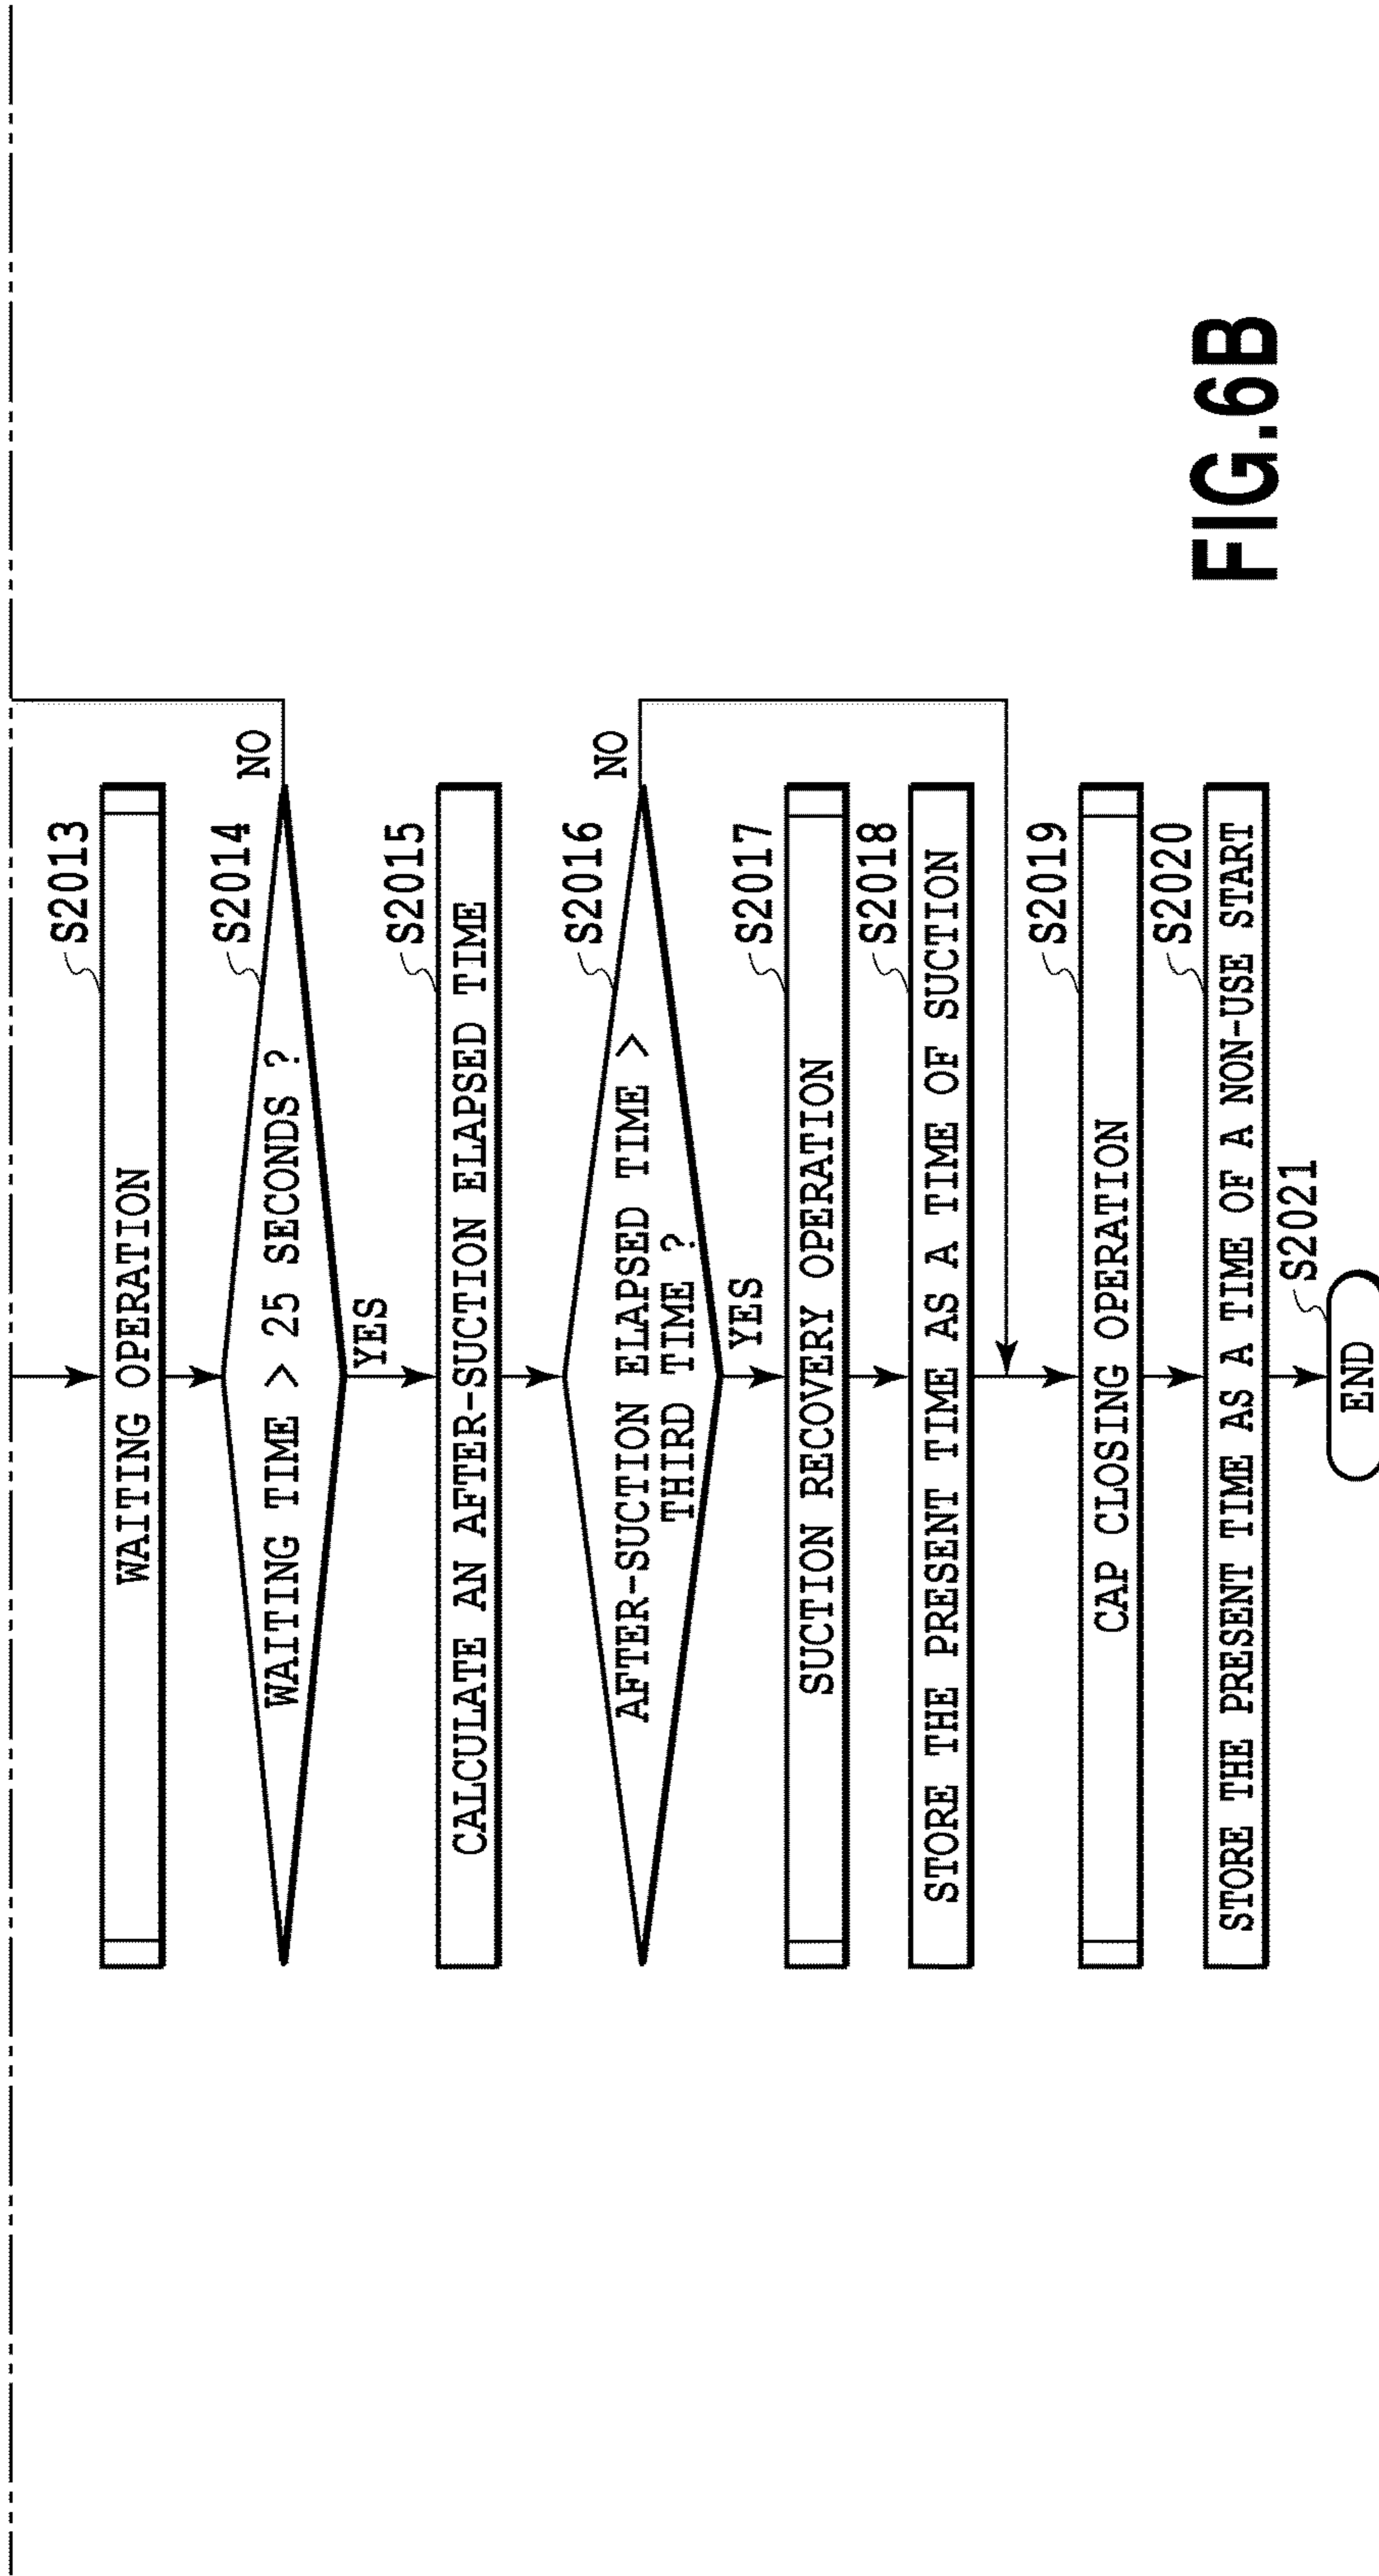 S2013
WAITING OPERATION
S2014
WAITING TIME > 25 SECONDS ?
NO
YES
S2015
CALCULATE AN AFTER-SUCTION ELAPSED TIME
S2016
AFTER-SUCTION ELAPSED TIME >
THIRD TIME ?
NO
YES
S2017
SUCTION RECOVERY OPERATION
S2018
STORE THE PRESENT TIME AS A TIME OF SUCTION
S2019
CAP CLOSING OPERATION
S2020
STORE THE PRESENT TIME AS A TIME OF A NON-USE START
S2021
END
FIG.6B